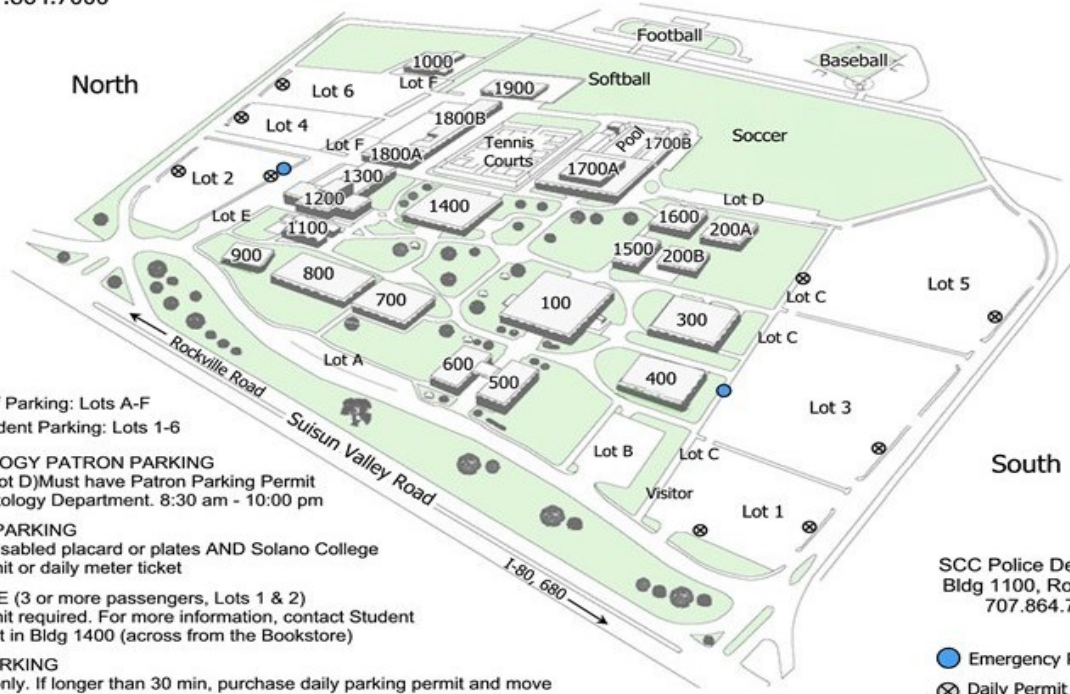 North
Football
Baseball
1000
Lot F
Softball
1900
Lot 6
1800B
Lot 4
Tennis
Courts
Pool
1700B
Soccer
Lot F
1800A
1300
1700A
Lot 2
1200
1400
Lot D
Lot E
1100
1600
200A
900
1500
200B
800
700
100
300
Lot C
Lot 5
Lot C
Lot A
600
500
400
Lot 3
Rockville Road
Suisun Valley Road
Lot B
Lot C
Visitor
Lot 1
South
I-80, 680
Parking: Lots A-F
dent Parking: Lots 1-6
OGY PATRON PARKING
ot D)Must have Patron Parking Permit
tology Department. 8:30 am - 10:00 pm
PARKING
sabled placard or plates AND Solano College
nit or daily meter ticket
E (3 or more passengers, Lots 1 & 2)
nit required. For more information, contact Student
t in Bldg 1400 (across from the Bookstore)
RKING
only. If longer than 30 min, purchase daily parking permit and move
SCC Police De
Bldg 1100, Ro
707.864.7
Emergency
Daily Permit